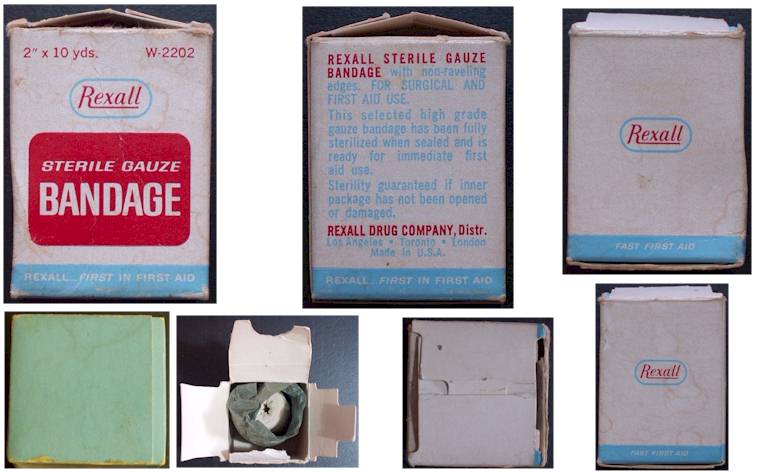 2" x 10 yds. W-2202
Rexall
STERILE GAUZE
BANDAGE
REXALL...FIRST IN FIRST AID
REXALL STERILE GAUZE
BANDAGE with non-raveling
edges. FOR SURGICAL AND
FIRST AID USE.
This selected high grade
gauze bandage has been fully
sterilized when sealed and is
ready for immediate first
aid use.
Sterility guaranteed if inner
package has not been opened
or damaged.
REXALL DRUG COMPANY, Distr.
Los Angeles • Toronto • London
Made in U.S.A.
REXALL...FIRST IN FIRST AID
Rexall
FAST FIRST AID
Rexall
FAST FIRST AID